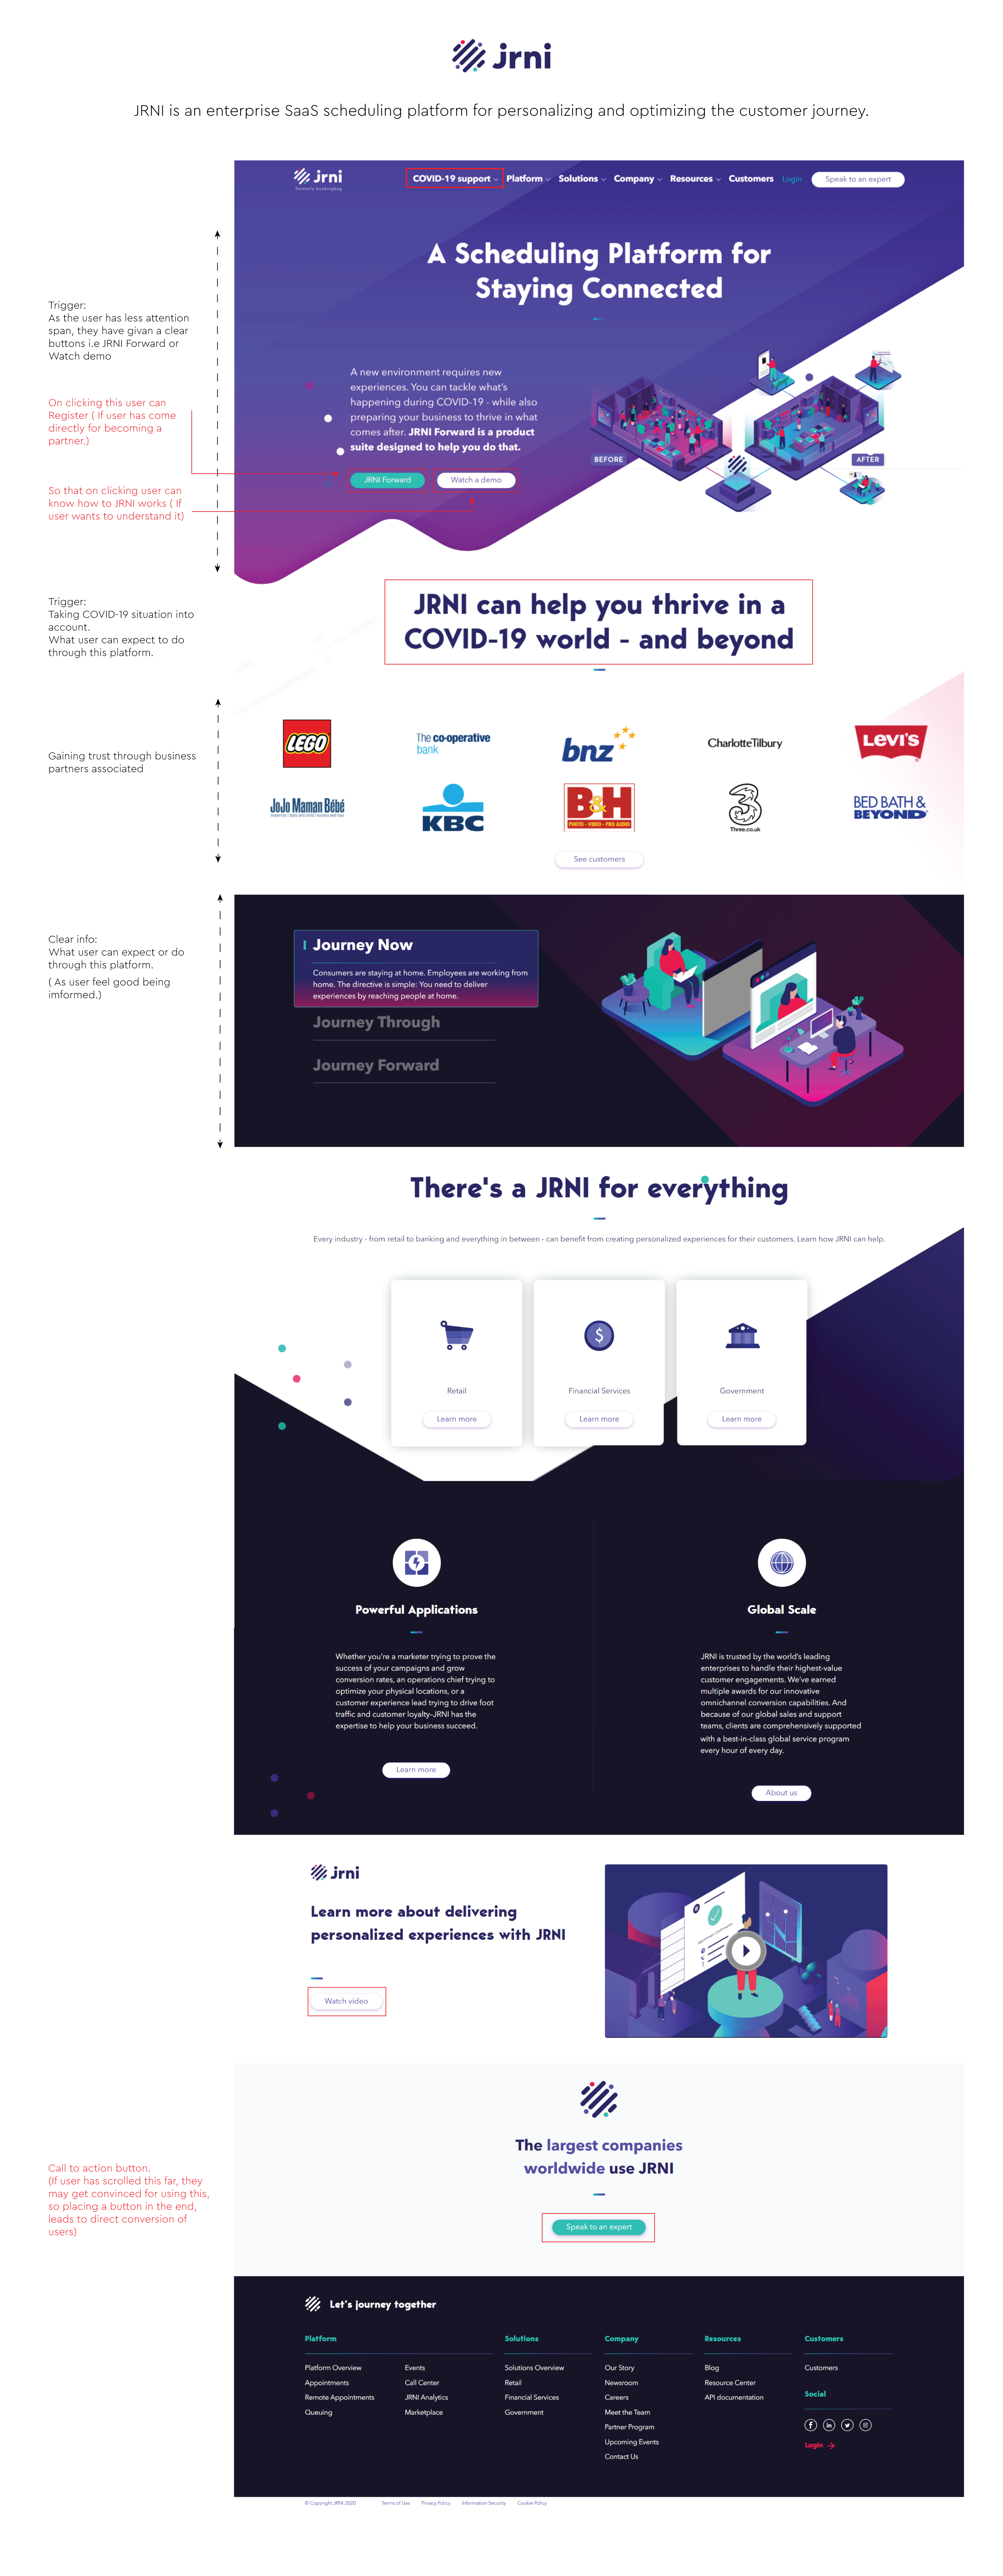 jrni
JRNI is an enterprise SaaS scheduling platform for personalizing and optimizing the customer journey.
jrni
formerly bookingbug
COVID-19 support
Platform
Solutions
Company
Resources
Customers
Login
Speak to an expert
A Scheduling Platform for
Staying Connected
Trigger:
As the user has less attention
span, they have givan a clear
buttons i.e JRNI Forward or
Watch demo
On clicking this user can
Register ( If user has come
directly for becoming a
partner.)
So that on clicking user can
know how to JRNI works ( If
user wants to understand it)
A new environment requires new
experiences. You can tackle what's
happening during COVID-19 - while also
preparing your business to thrive in what
comes after. JRNI Forward is a product
suite designed to help you do that.
JRNI Forward
Watch a demo
BEFORE
AFTER
Trigger:
Taking COVID-19 situation into
account.
What user can expect to do
through this platform.
JRNI can help you thrive in a
COVID-19 world - and beyond
Gaining trust through business
partners associated
LEGO
The co-operative
bank
bnz
CharlotteTilbury
LEVI'S
JoJo Maman Bébé
KBC
B&H
PHOTO - VIDEO - PRO AUDIO
3
Three.co.uk
BED BATH &
BEYOND
See customers
Clear info:
What user can expect or do
through this platform.
( As user feel good being
imformed.)
Journey Now
Consumers are staying at home. Employees are working from
home. The directive is simple: You need to deliver
experiences by reaching people at home.
Journey Through
Journey Forward
There's a JRNI for everything
Every industry - from retail to banking and everything in between - can benefit from creating personalized experiences for their customers. Learn how JRNI can help.
Retail
Learn more
$
Financial Services
Learn more
Government
Learn more
Powerful Applications
Whether you're a marketer trying to prove the
success of your campaigns and grow
conversion rates, an operations chief trying to
optimize your physical locations, or a
customer experience lead trying to drive foot
traffic and customer loyalty–JRNI has the
expertise to help your business succeed.
Learn more
Global Scale
JRNI is trusted by the world's leading
enterprises to handle their highest-value
customer engagements. We've earned
multiple awards for our innovative
omnichannel conversion capabilities. And
because of our global sales and support
teams, clients are comprehensively supported
with a best-in-class global service program
every hour of every day.
About us
jrni
Learn more about delivering
personalized experiences with JRNI
Watch video
The largest companies
worldwide use JRNI
Speak to an expert
Call to action button.
(If user has scrolled this far, they
may get convinced for using this,
so placing a button in the end,
leads to direct conversion of
users)
Let's journey together
Platform
Platform Overview
Appointments
Remote Appointments
Queuing
Events
Call Center
JRNI Analytics
Marketplace
Solutions
Solutions Overview
Retail
Financial Services
Government
Company
Our Story
Newsroom
Careers
Meet the Team
Partner Program
Upcoming Events
Contact Us
Resources
Blog
Resource Center
API documentation
Customers
Customers
Social
Login
© Copyright JRNI 2020
Terms of Use
Privacy Policy
Information Security
Cookie Policy